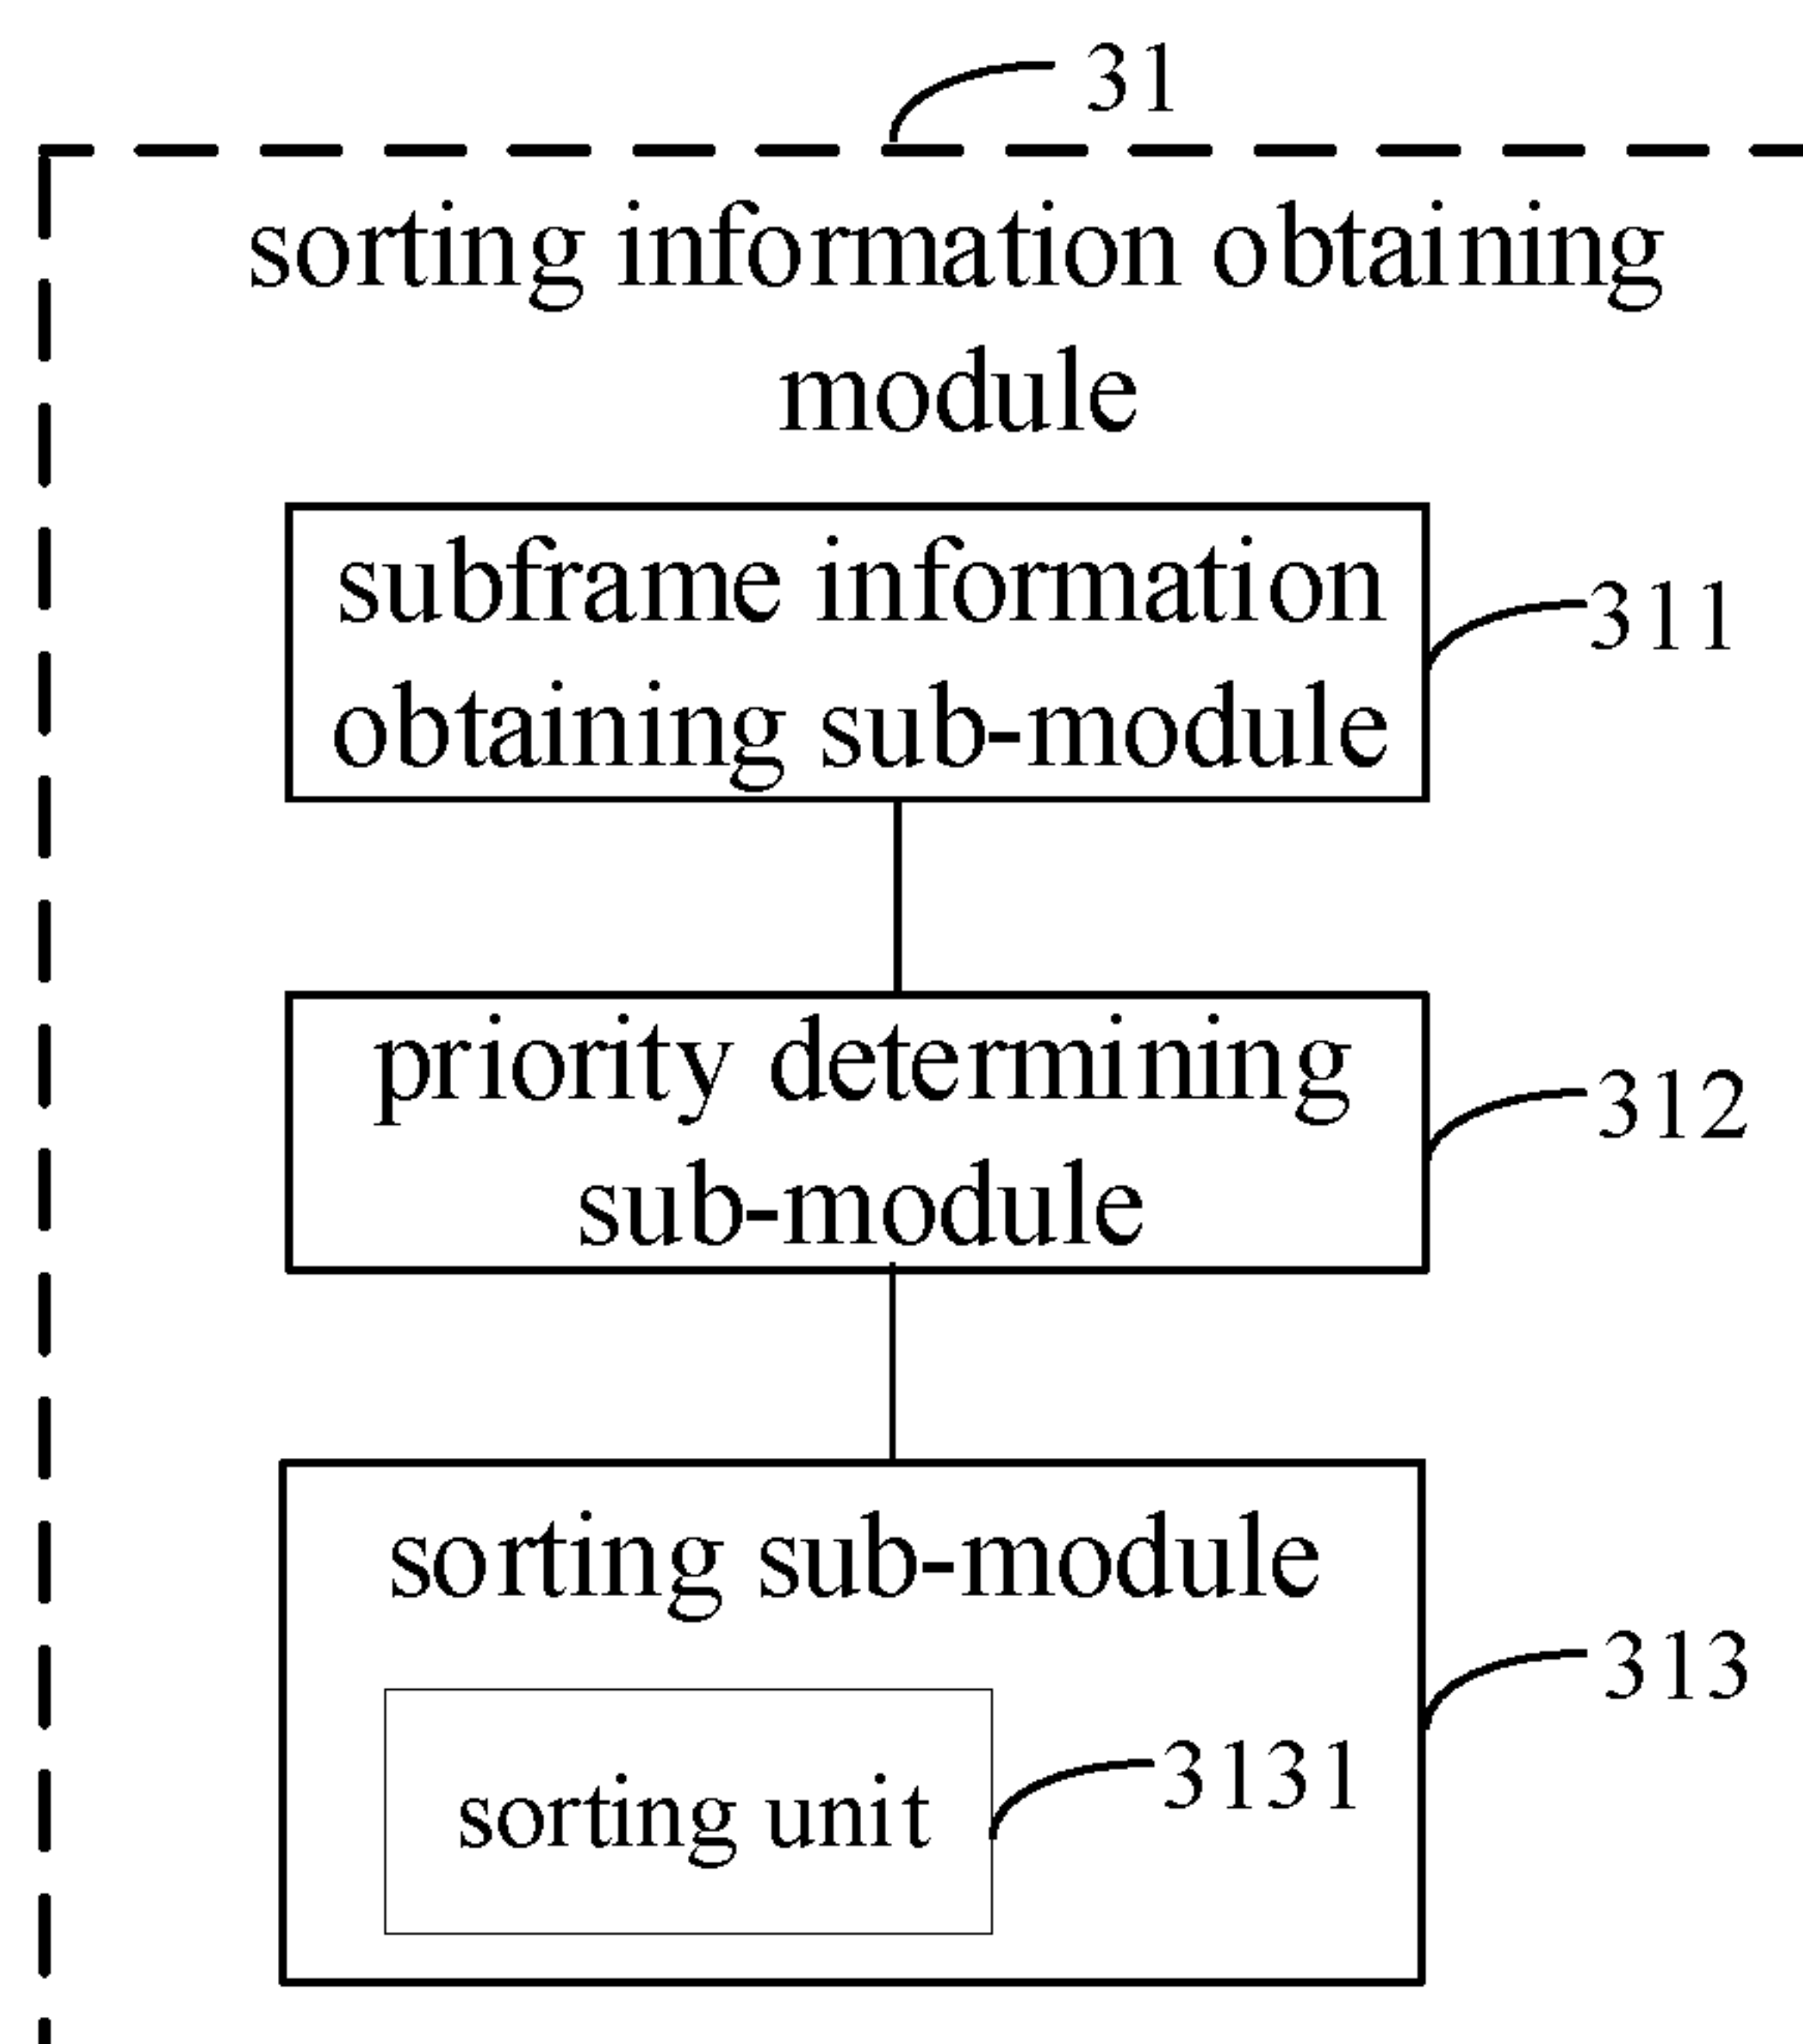 31
sorting information obtaining
module
subframe information
obtaining sub-module
311
priority determining
sub-module
312
sorting sub-module
313
sorting unit
3131